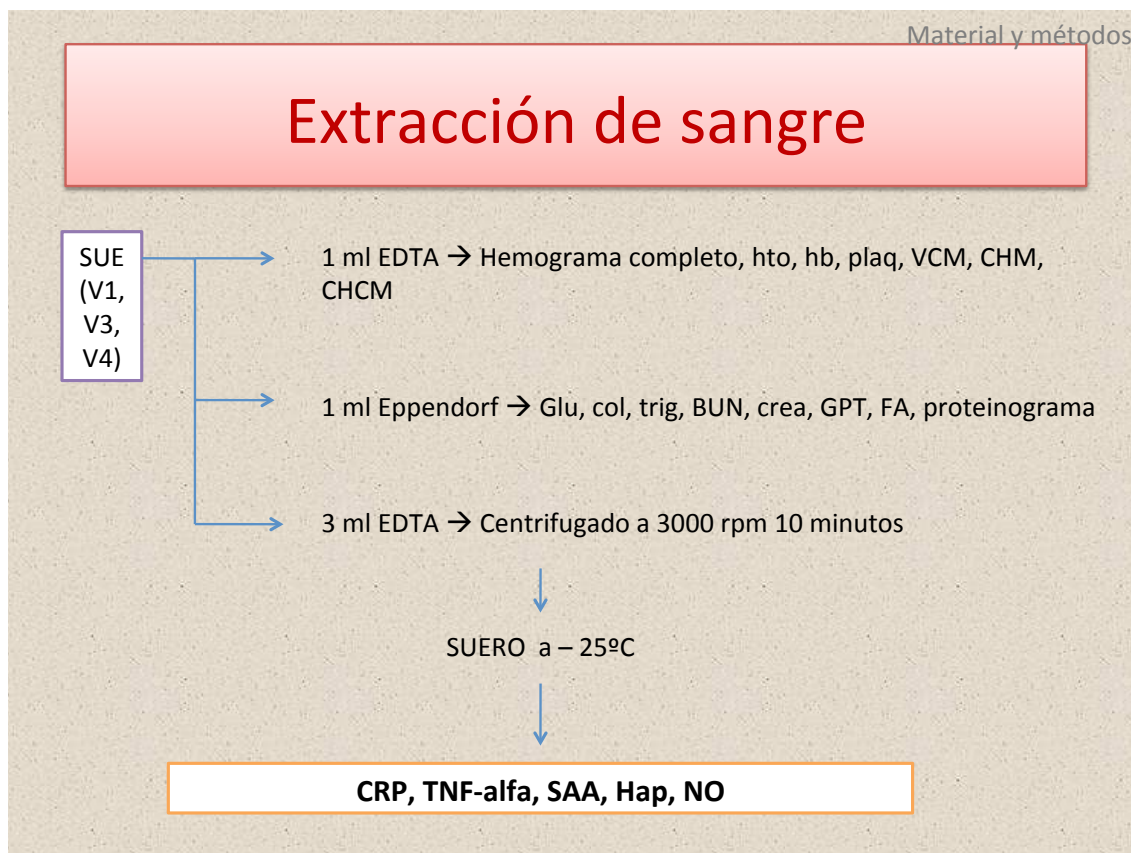 Material y métodos
Extracción de sangre
SUE
(V1,
V3,
V4)
1 ml EDTA → Hemograma completo, hto, hb, plaq, VCM, CHM,
CHCM
1 ml Eppendorf → Glu, col, trig, BUN, crea, GPT, FA, proteinograma
3 ml EDTA → Centrifugado a 3000 rpm 10 minutos
SUERO a – 25ºC
CRP, TNF-alfa, SAA, Hap, NO